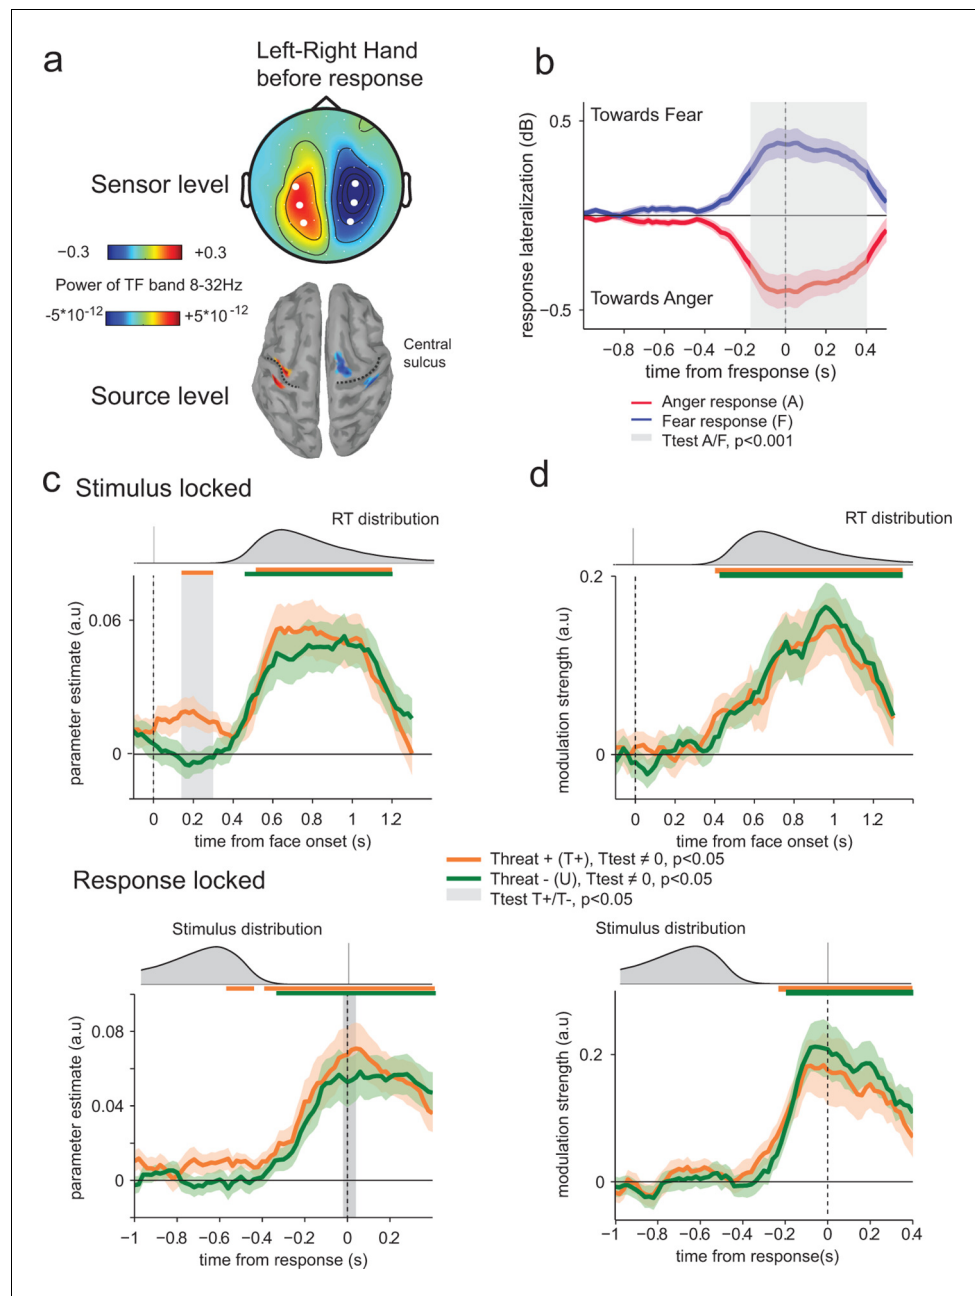 a
Left-Right Hand
before response
Sensor level
−0.3
+0.3
Power of TF band 8-32Hz
-5*10⁻¹²
+5*10⁻¹²
Central
sulcus
Source level
b
Towards Fear
Towards Anger
response lateralization (dB)
0.5
−0.5
−0.8 −0.6 −0.4 −0.2 0 0.2 0.4
time from fresponse (s)
Anger response (A)
Fear response (F)
Ttest A/F, p<0.001
c Stimulus locked
RT distribution
parameter estimate (a.u)
0.06
0
0 0.2 0.4 0.6 0.8 1 1.2
time from face onset (s)
d
RT distribution
modulation strength (a.u)
0.2
0
0 0.2 0.4 0.6 0.8 1 1.2 1.4
time from face onset (s)
Threat + (T+), Ttest ≠ 0, p<0.05
Threat - (U), Ttest ≠ 0, p<0.05
Ttest T+/T-, p<0.05
Response locked
Stimulus distribution
parameter estimate (a.u)
0.08
0.04
0
−1 −0.8 −0.6 −0.4 −0.2 0 0.2
time from response (s)
Stimulus distribution
modulation strength (a.u)
0.2
0
−1 −0.8 −0.6 −0.4 −0.2 0 0.2 0.4
time from response(s)